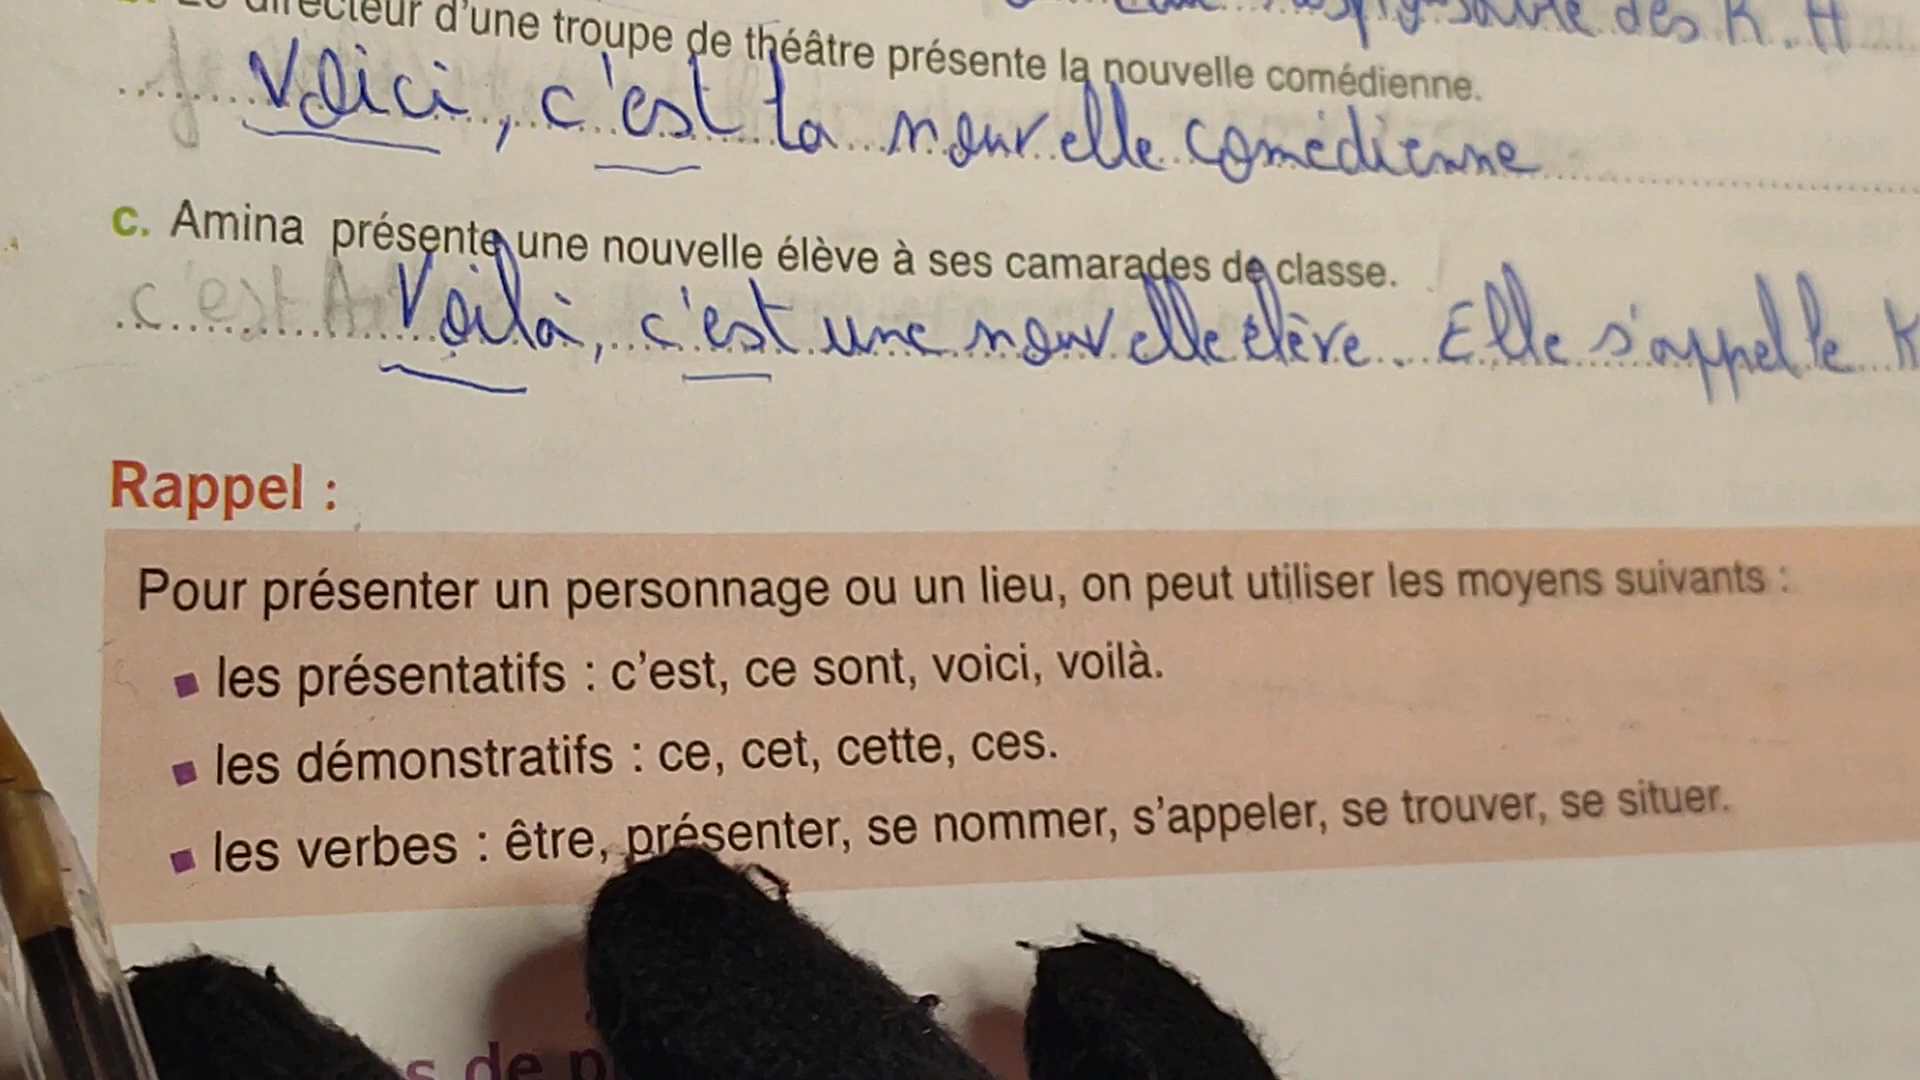 directeur d'une troupe de théâtre présente la nouvelle comédienne.
des R.H
Voici, c'est la nouvelle comédienne
c. Amina présente une nouvelle élève à ses camarades de classe.
c'est Voilà, c'est une nouvelle élève. Elle s'appelle K
Rappel :
Pour présenter un personnage ou un lieu, on peut utiliser les moyens suivants :
▪ les présentatifs : c'est, ce sont, voici, voilà.
▪ les démonstratifs : ce, cet, cette, ces.
▪ les verbes : être, présenter, se nommer, s'appeler, se trouver, se situer.
s de p